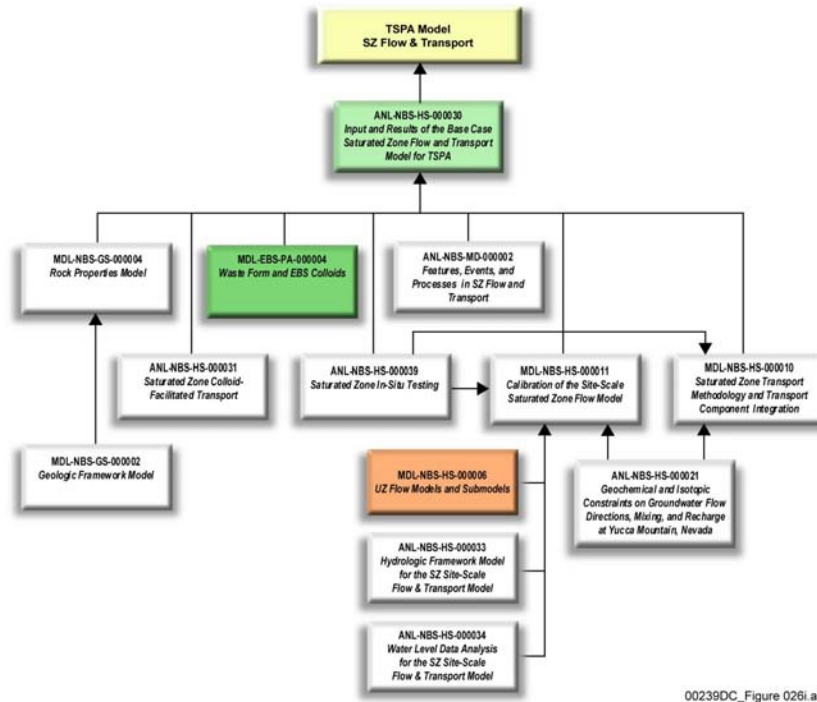 TSPA Model
SZ Flow & Transport
ANL-NBS-HS-000030
Input and Results of the Base Case
Saturated Zone Flow and Transport
Model for TSPA
MDL-NBS-GS-000004
Rock Properties Model
MDL-EBS-PA-000004
Waste Form and EBS Colloids
ANL-NBS-MD-000002
Features, Events, and
Processes in SZ Flow and
Transport
ANL-NBS-HS-000031
Saturated Zone Colloid-
Facilitated Transport
ANL-NBS-HS-000039
Saturated Zone In-Situ Testing
MDL-NBS-HS-000011
Calibration of the Site-Scale
Saturated Zone Flow Model
MDL-NBS-HS-000010
Saturated Zone Transport
Methodology and Transport
Component Integration
MDL-NBS-GS-000002
Geologic Framework Model
MDL-NBS-HS-000006
UZ Flow Models and Submodels
ANL-NBS-HS-000021
Geochemical and Isotopic
Constraints on Groundwater Flow
Directions, Mixing, and Recharge
at Yucca Mountain, Nevada
ANL-NBS-HS-000033
Hydrologic Framework Model
for the SZ Site-Scale
Flow & Transport Model
ANL-NBS-HS-000034
Water Level Data Analysis
for the SZ Site-Scale
Flow & Transport Model
00239DC_Figure 026i.a